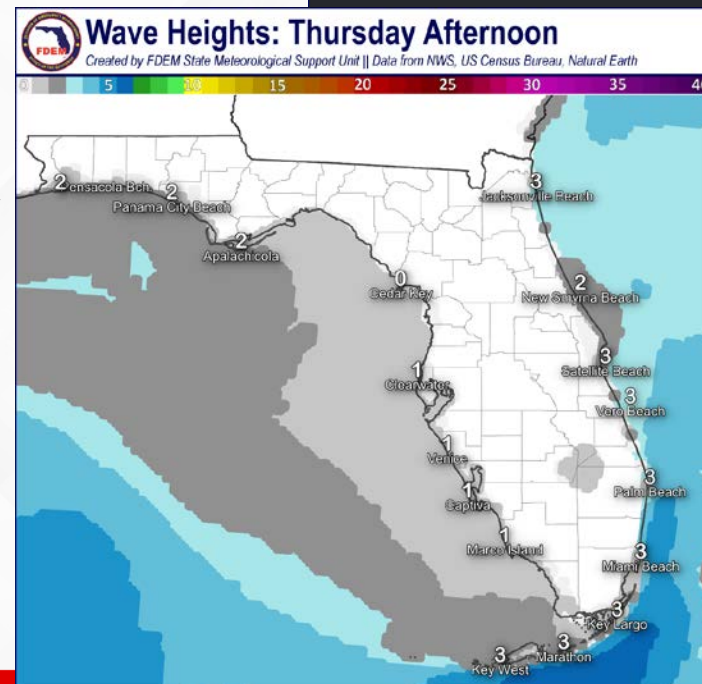 FDEM
Wave Heights: Thursday Afternoon
Created by FDEM State Meteorological Support Unit || Data from NWS, US Census Bureau, Natural Earth
0 5 10 15 20 25 30 35 40
2
Pensacola Bch.
2
Panama City Beach
2
Apalachicola
3
Jacksonville Beach
0
Cedar Key
2
New Smyrna Beach
3
Satellite Beach
1
Clearwater
3
Vero Beach
1
Venice
1
Captiva
3
Palm Beach
1
Marco Island
3
Miami Beach
3
Key Largo
3
Marathon
3
Key West